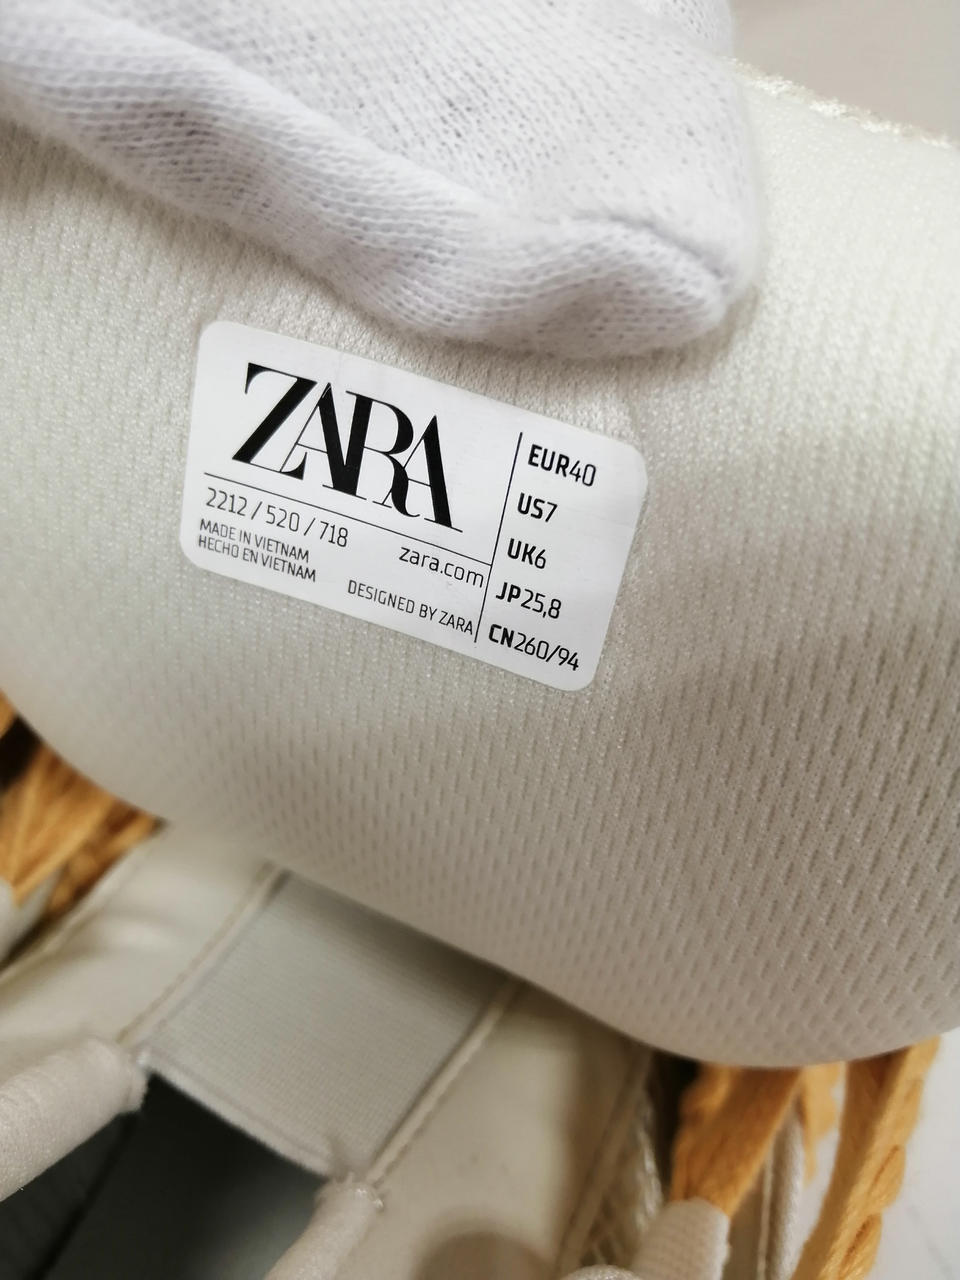 ZARA
2212 / 520 / 718
MADE IN VIETNAM
HECHO EN VIETNAM
zara.com
DESIGNED BY ZARA
EUR40
US7
UK6
JP25,8
CN260/94